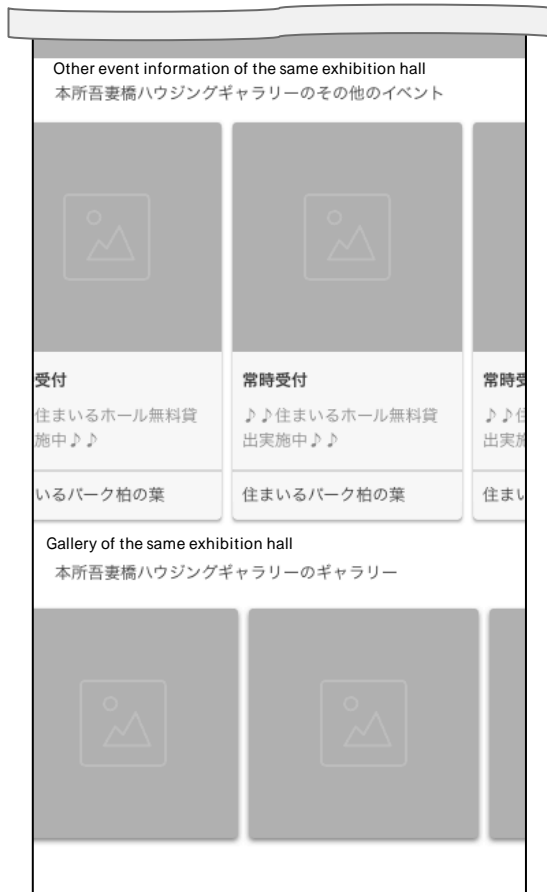 Other event information of the same exhibition hall
本所吾妻橋ハウジングギャラリーのその他のイベント
受付
住まいるホール無料貸
施中♪♪
いるパーク柏の葉
常時受付
♪♪住まいるホール無料貸
出実施中♪♪
住まいるパーク柏の葉
常時受
♪♪住
出実施
住まい
Gallery of the same exhibition hall
本所吾妻橋ハウジングギャラリーのギャラリー